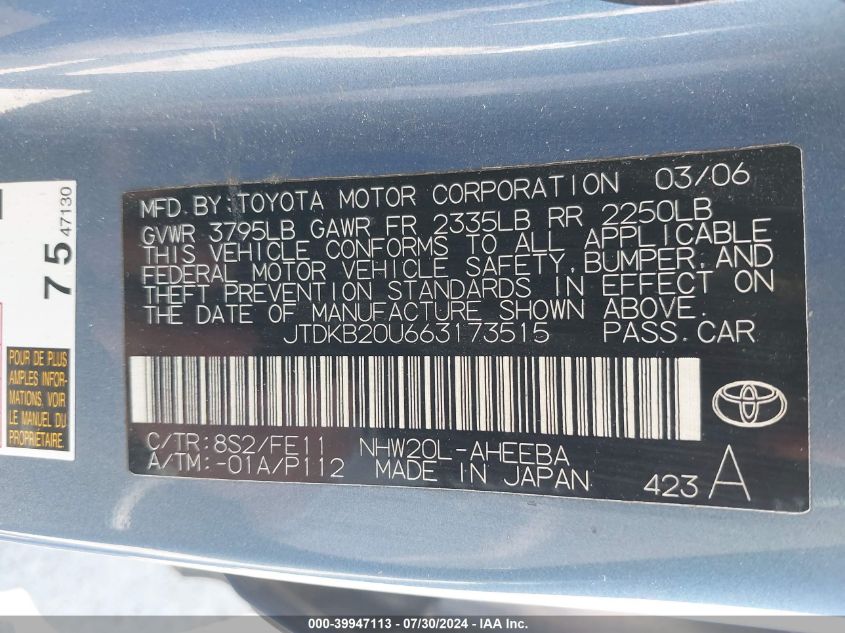 MFD. BY: TOYOTA MOTOR CORPORATION 03/06
GVWR 3795LB GAWR FR 2335LB RR 2250LB
THIS VEHICLE CONFORMS TO ALL APPLICABLE
FEDERAL MOTOR VEHICLE SAFETY, BUMPER, AND
THEFT PREVENTION STANDARDS IN EFFECT ON
THE DATE OF MANUFACTURE SHOWN ABOVE.
JTDKB20U663173515 PASS. CAR
C/TR: 8S2/FE11 NHW20L-AHEEBA
A/TM: -01A/P112 MADE IN JAPAN
423 A
75 47130
POUR DE PLUS
AMPLES INFOR-
MATIONS, VOIR
LE MANUEL DU
PROPRIÉTAIRE.
000-39947113 - 07/30/2024 - IAAI.com